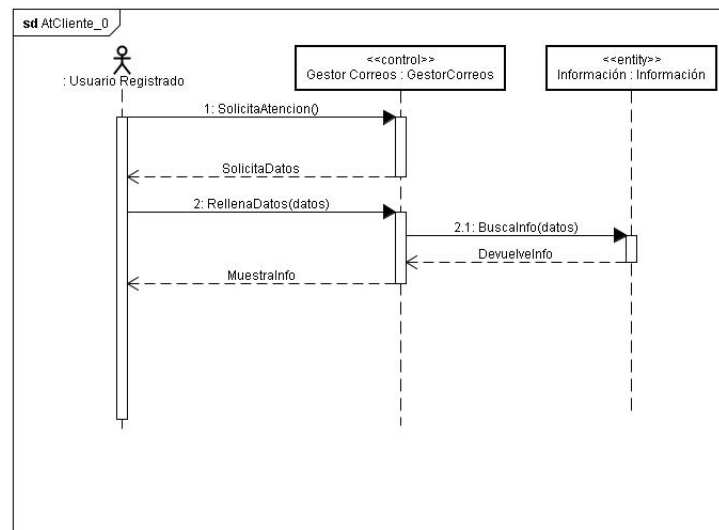 sd AtCliente_0
: Usuario Registrado
<<control>>
Gestor Correos : GestorCorreos
<<entity>>
Información : Información
1: SolicitaAtencion()
SolicitaDatos
2: RellenaDatos(datos)
2.1: BuscaInfo(datos)
DevuelveInfo
MuestraInfo